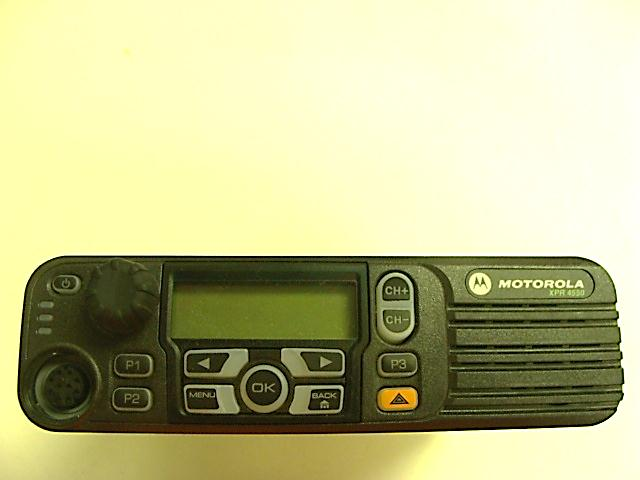 MOTOROLA
XPR 4550
CH+
CH-
P1
P2
P3
MENU
OK
BACK